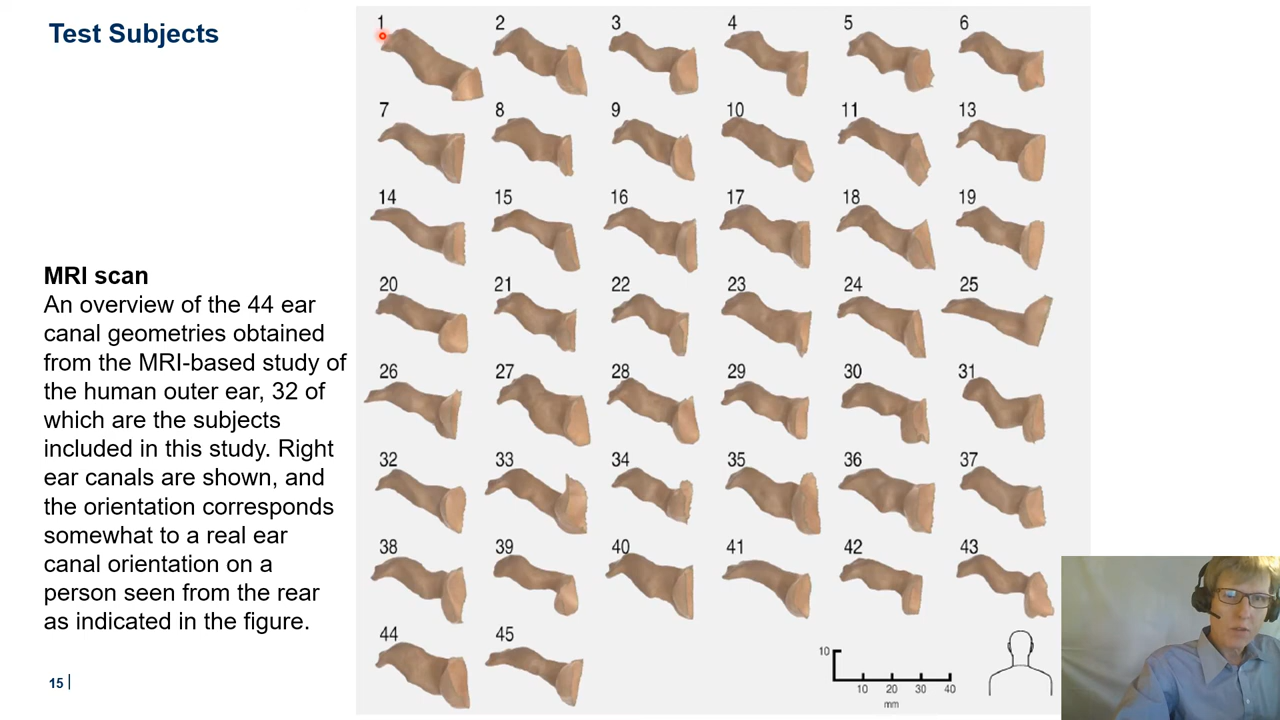 Test Subjects
MRI scan
An overview of the 44 ear
canal geometries obtained
from the MRI-based study of
the human outer ear, 32 of
which are the subjects
included in this study. Right
ear canals are shown, and
the orientation corresponds
somewhat to a real ear
canal orientation on a
person seen from the rear
as indicated in the figure.
15 |
1 2 3 4 5 6
7 8 9 10 11 13
14 15 16 17 18 19
20 21 22 23 24 25
26 27 28 29 30 31
32 33 34 35 36 37
38 39 40 41 42 43
44 45
10
10 20 30 40
mm